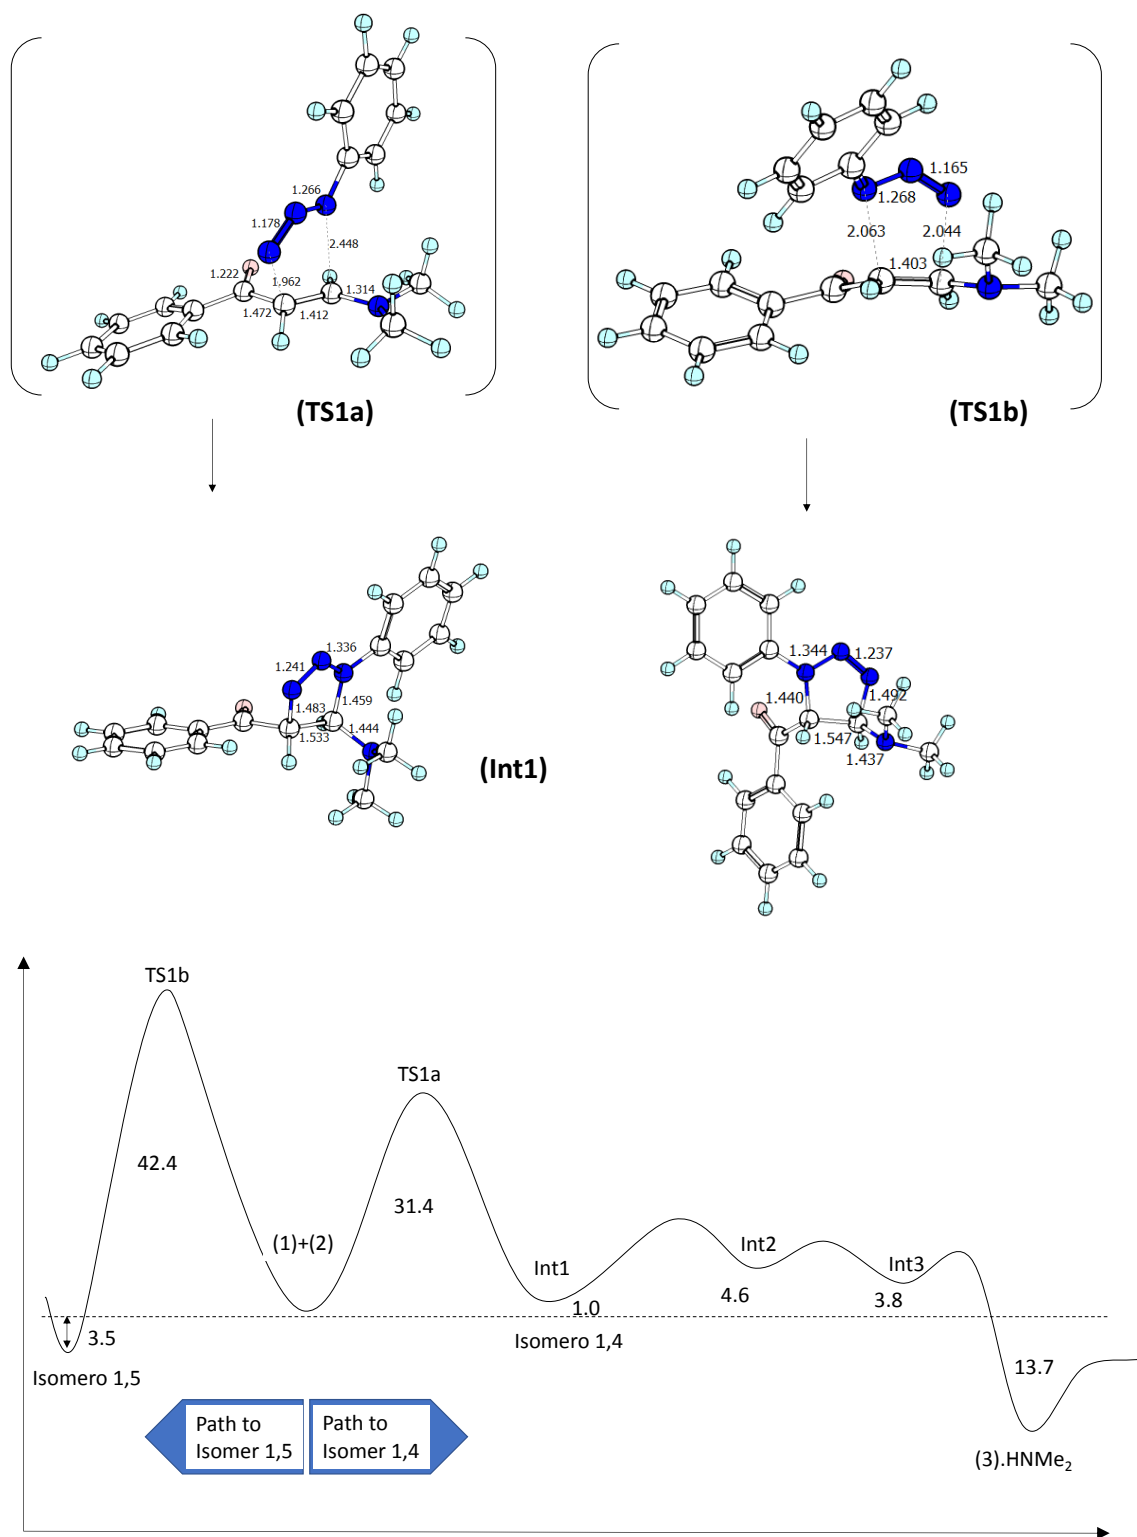 1.266
1.178
2.448
1.222
1.962
1.314
1.472
1.412
(TS1a)
1.165
1.268
2.063
2.044
1.403
(TS1b)
1.336
1.241
1.483
1.459
1.533
1.444
(Int1)
1.344
1.237
1.440
1.492
1.547
1.437
TS1b
TS1a
42.4
31.4
(1)+(2)
Int1
Int2
Int3
1.0
4.6
3.8
3.5
Isomero 1,4
Isomero 1,5
13.7
Path to
Isomer 1,5
Path to
Isomer 1,4
(3).HNMe₂